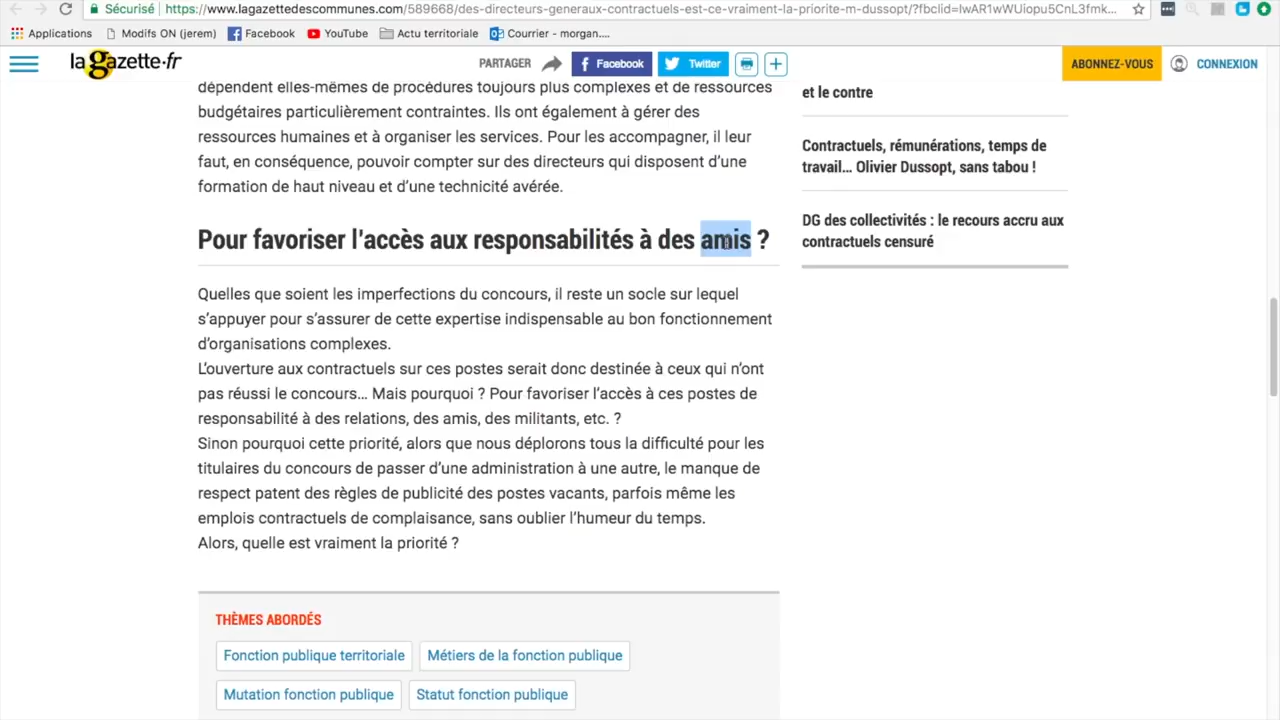 Sécurisé https://www.lagazettedescommunes.com/589668/des-directeurs-generaux-contractuels-est-ce-vraiment-la-priorite-m-dussopt/?fbclid=IwAR1wWUiopu5CnL3fmk...
Applications Modifs ON (jerem) Facebook YouTube Actu territoriale Courrier - morgan....
la gazette.fr PARTAGER Facebook Twitter ABONNEZ-VOUS CONNEXION
dépendent elles-mêmes de procédures toujours plus complexes et de ressources
budgétaires particulièrement contraintes. Ils ont également à gérer des
ressources humaines et à organiser les services. Pour les accompagner, il leur
faut, en conséquence, pouvoir compter sur des directeurs qui disposent d'une
formation de haut niveau et d'une technicité avérée.
Pour favoriser l'accès aux responsabilités à des amis ?
Quelles que soient les imperfections du concours, il reste un socle sur lequel
s'appuyer pour s'assurer de cette expertise indispensable au bon fonctionnement
d'organisations complexes.
L'ouverture aux contractuels sur ces postes serait donc destinée à ceux qui n'ont
pas réussi le concours… Mais pourquoi ? Pour favoriser l'accès à ces postes de
responsabilité à des relations, des amis, des militants, etc. ?
Sinon pourquoi cette priorité, alors que nous déplorons tous la difficulté pour les
titulaires du concours de passer d'une administration à une autre, le manque de
respect patent des règles de publicité des postes vacants, parfois même les
emplois contractuels de complaisance, sans oublier l'humeur du temps.
Alors, quelle est vraiment la priorité ?
THÈMES ABORDÉS
Fonction publique territoriale Métiers de la fonction publique
Mutation fonction publique Statut fonction publique
et le contre
Contractuels, rémunérations, temps de
travail… Olivier Dussopt, sans tabou !
DG des collectivités : le recours accru aux
contractuels censuré